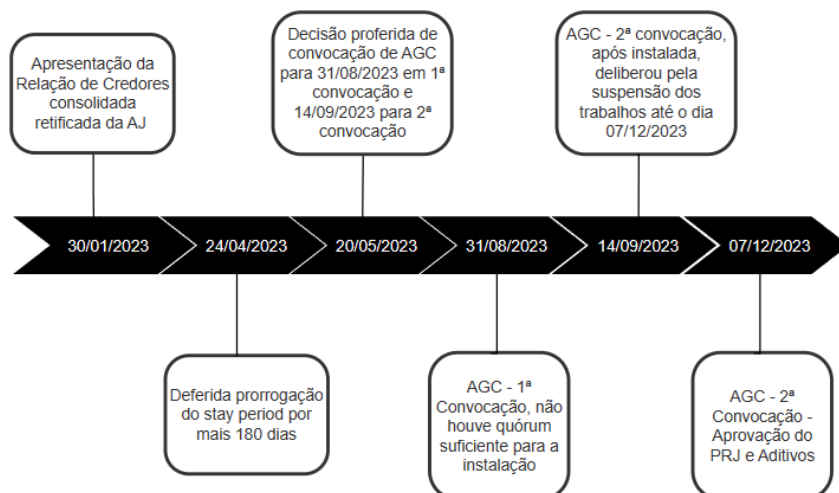 Apresentação da
Relação de Credores
consolidada
retificada da AJ
Decisão proferida de
convocação de AGC
para 31/08/2023 em 1ª
convocação e
14/09/2023 para 2ª
convocação
AGC - 2ª convocação,
após instalada,
deliberou pela
suspensão dos
trabalhos até o dia
07/12/2023
30/01/2023
24/04/2023
20/05/2023
31/08/2023
14/09/2023
07/12/2023
Deferida prorrogação
do stay period por
mais 180 dias
AGC - 1ª
Convocação, não
houve quórum
suficiente para a
instalação
AGC - 2ª
Convocação -
Aprovação do
PRJ e Aditivos